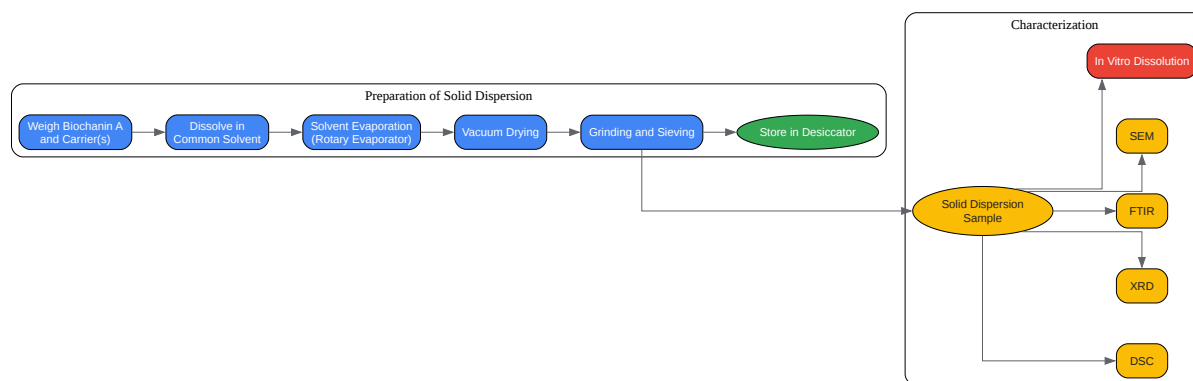 Preparation of Solid Dispersion
Weigh Biochanin A
and Carrier(s)
Dissolve in
Common Solvent
Solvent Evaporation
(Rotary Evaporator)
Vacuum Drying
Grinding and Sieving
Store in Desiccator
Characterization
In Vitro Dissolution
SEM
Solid Dispersion
Sample
FTIR
XRD
DSC